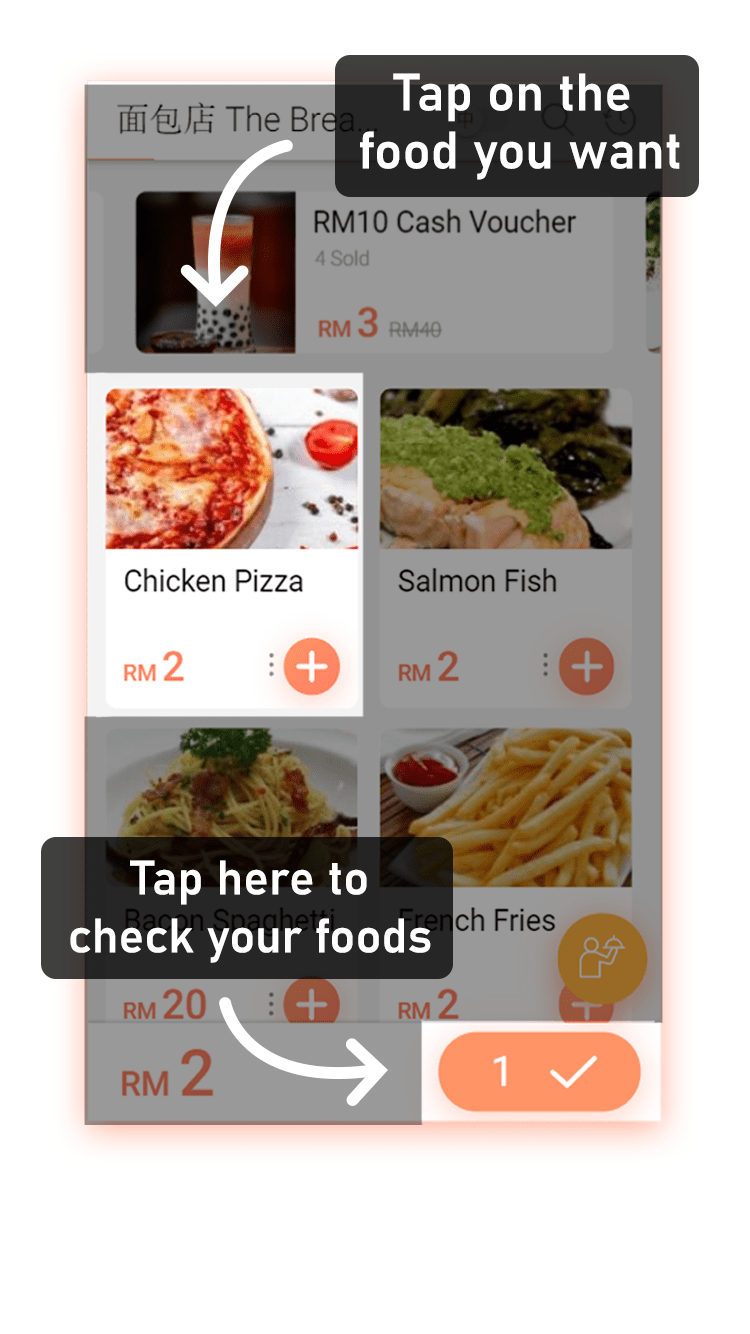 Tap on the
food you want
面包店 The Brea...
RM10 Cash Voucher
4 Sold
RM 3 RM40
Chicken Pizza
RM 2
Salmon Fish
RM 2
Tap here to
check your foods
Bacon Spaghetti
RM 20
French Fries
RM 2
RM 2
1